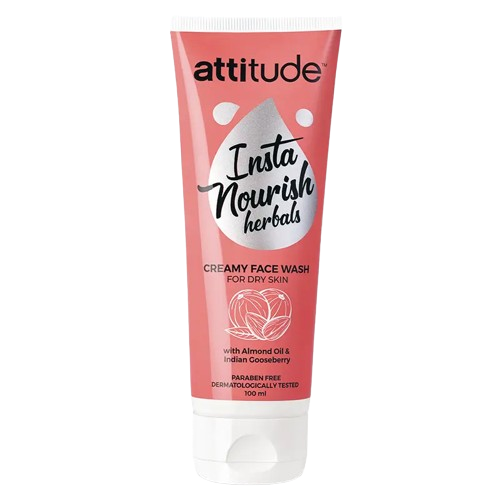 attitude™
Insta
Nourish
herbals
CREAMY FACE WASH
FOR DRY SKIN
with Almond Oil &
Indian Gooseberry
PARABEN FREE
DERMATOLOGICALLY TESTED
100 ml